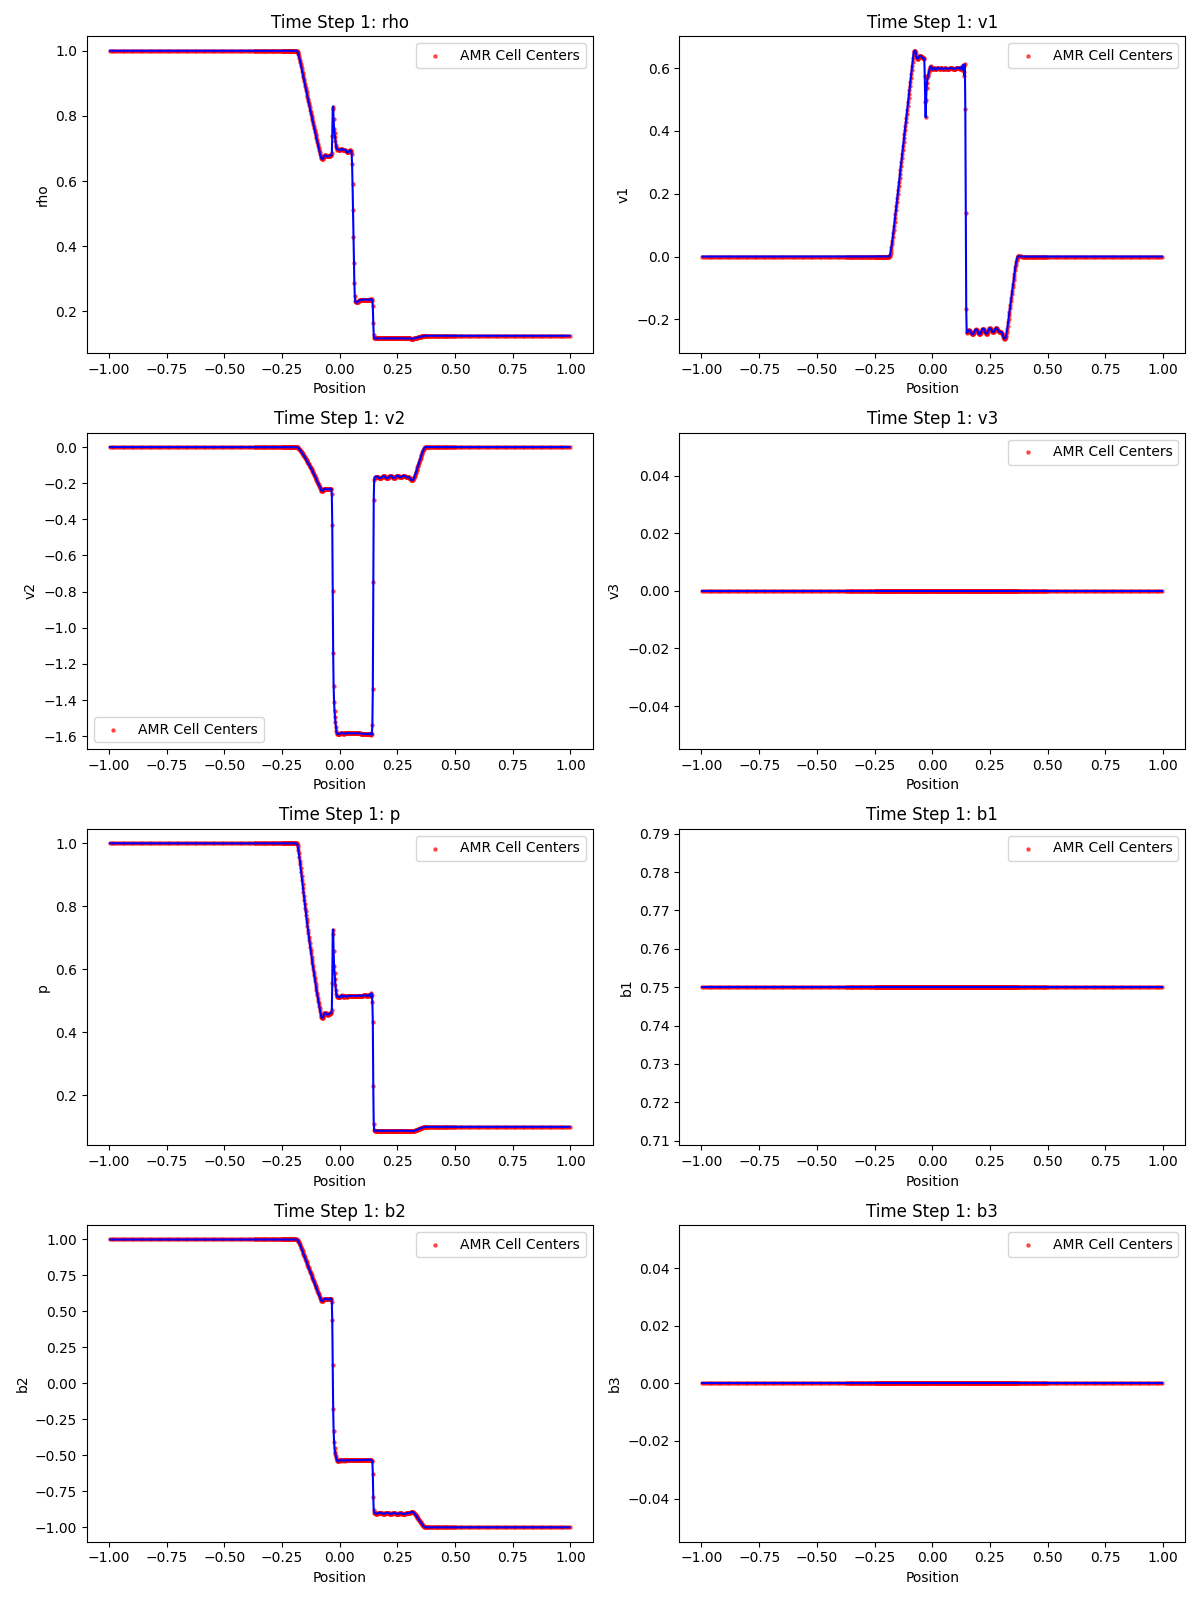 Time Step 1: rho
AMR Cell Centers
rho
1.0
0.8
0.6
0.4
0.2
−1.00 −0.75 −0.50 −0.25 0.00 0.25 0.50 0.75 1.00
Position
Time Step 1: v1
AMR Cell Centers
v1
0.6
0.4
0.2
0.0
−0.2
−1.00 −0.75 −0.50 −0.25 0.00 0.25 0.50 0.75 1.00
Position
Time Step 1: v2
AMR Cell Centers
v2
0.0
−0.2
−0.4
−0.6
−0.8
−1.0
−1.2
−1.4
−1.6
−1.00 −0.75 −0.50 −0.25 0.00 0.25 0.50 0.75 1.00
Position
Time Step 1: v3
AMR Cell Centers
v3
0.04
0.02
0.00
−0.02
−0.04
−1.00 −0.75 −0.50 −0.25 0.00 0.25 0.50 0.75 1.00
Position
Time Step 1: p
AMR Cell Centers
p
1.0
0.8
0.6
0.4
0.2
−1.00 −0.75 −0.50 −0.25 0.00 0.25 0.50 0.75 1.00
Position
Time Step 1: b1
AMR Cell Centers
b1
0.79
0.78
0.77
0.76
0.75
0.74
0.73
0.72
0.71
−1.00 −0.75 −0.50 −0.25 0.00 0.25 0.50 0.75 1.00
Position
Time Step 1: b2
AMR Cell Centers
b2
1.00
0.75
0.50
0.25
0.00
−0.25
−0.50
−0.75
−1.00
−1.00 −0.75 −0.50 −0.25 0.00 0.25 0.50 0.75 1.00
Position
Time Step 1: b3
AMR Cell Centers
b3
0.04
0.02
0.00
−0.02
−0.04
−1.00 −0.75 −0.50 −0.25 0.00 0.25 0.50 0.75 1.00
Position